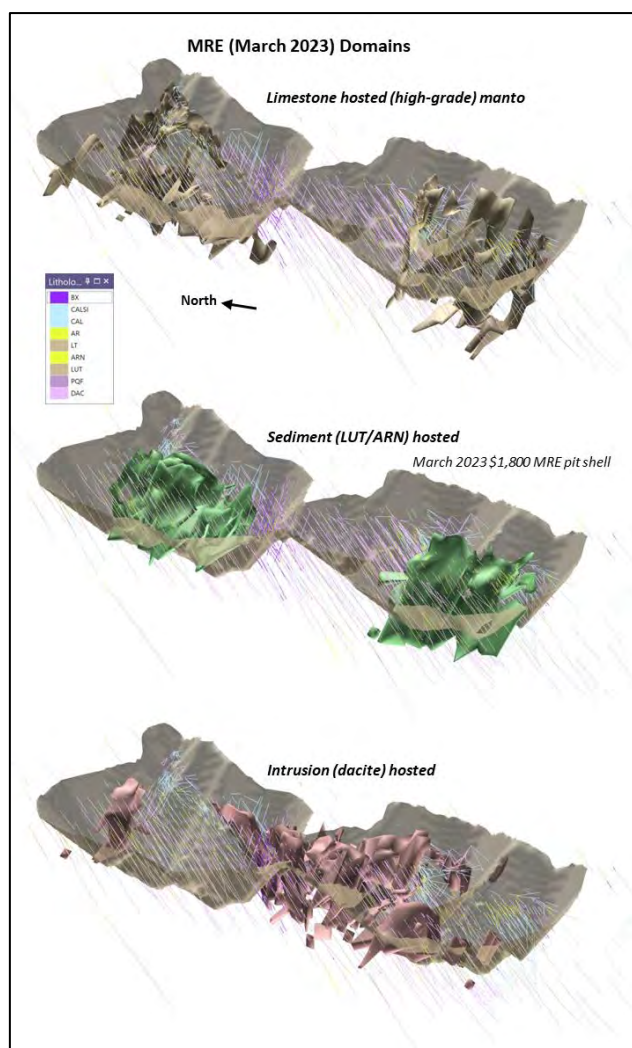 MRE (March 2023) Domains
Limestone hosted (high-grade) manto
Litholo...
BX
CALSI
CAL
AR
LT
ARN
LUT
PQF
DAC
North
Sediment (LUT/ARN) hosted
March 2023 $1,800 MRE pit shell
Intrusion (dacite) hosted